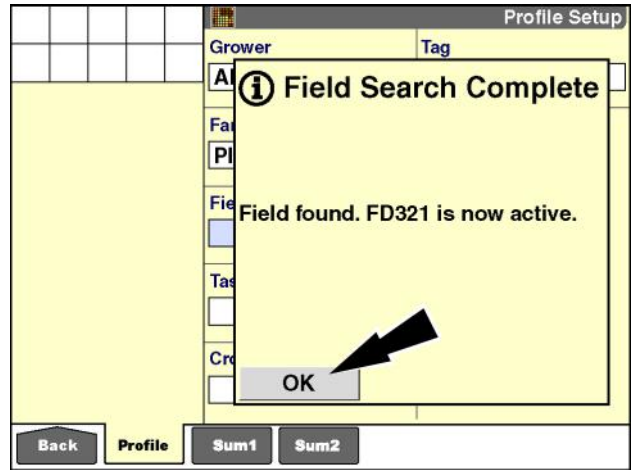 Profile Setup
Grower
Tag
Field Search Complete
Field found. FD321 is now active.
OK
Back
Profile
Sum1
Sum2